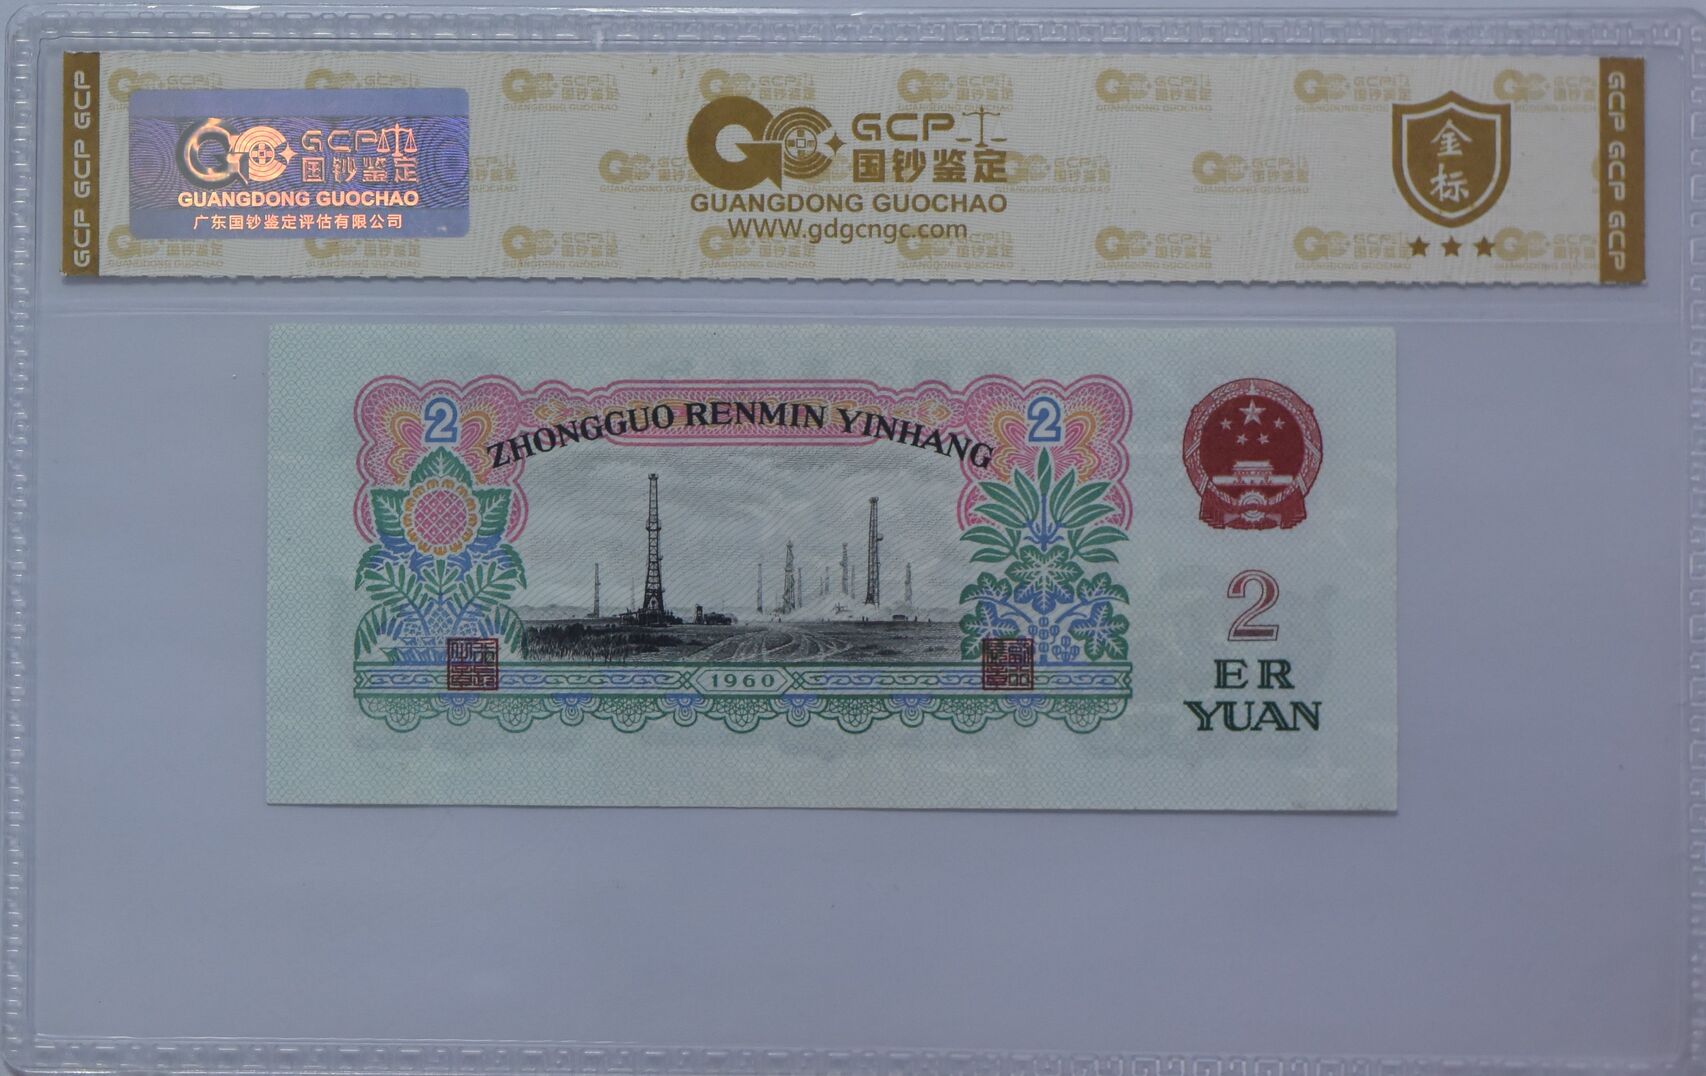 GCP GCP GCP
GCP
国钞鉴定
GUANGDONG GUOCHAO
广东国钞鉴定评估有限公司
GCP
国钞鉴定
GUANGDONG GUOCHAO
WWW.gdgcngc.com
金标
GCP GCP GCP
2
ZHONGGUO RENMIN YINHANG
2
1960
2
ER
YUAN